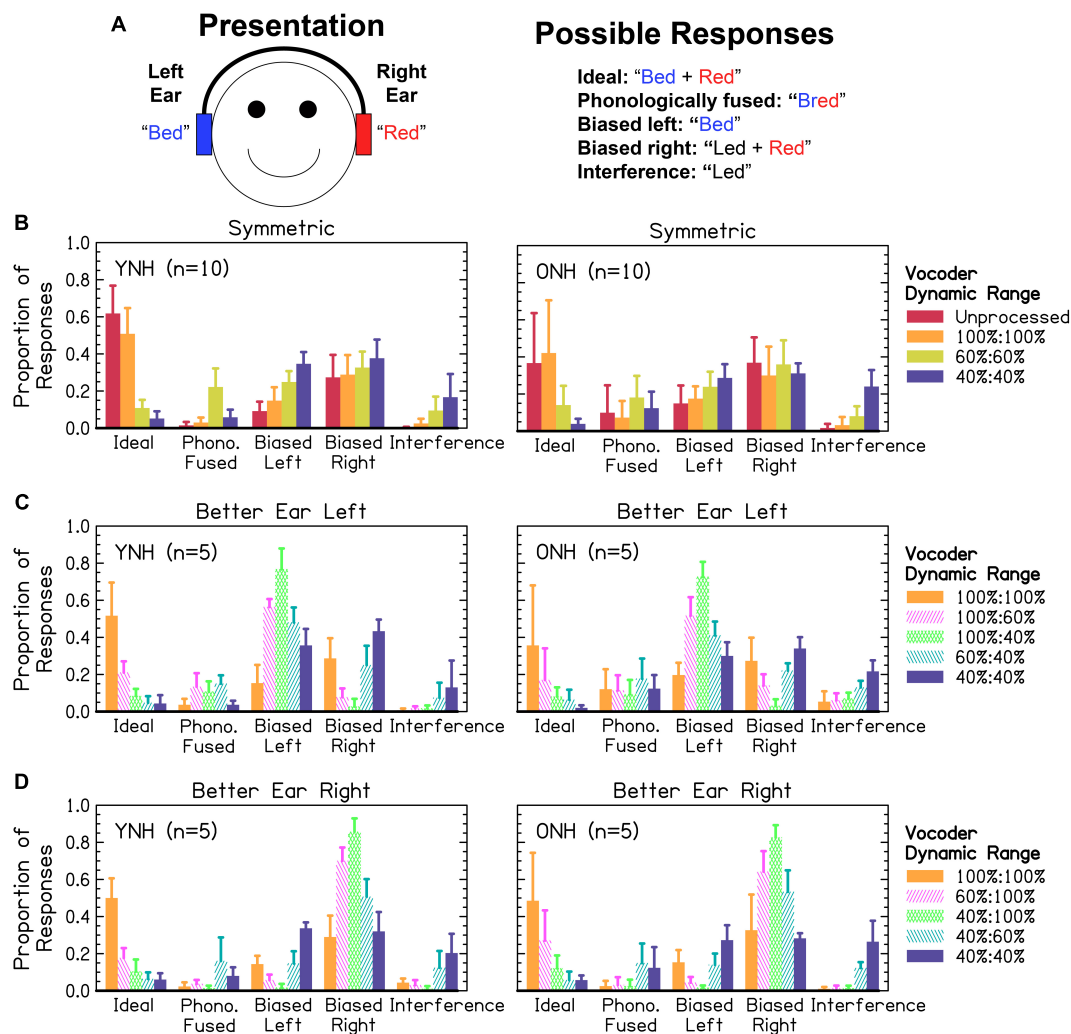 A
Presentation
Possible Responses
Left Ear
Right Ear
"Bed"
"Red"
Ideal: "Bed + Red"
Phonologically fused: "Bred"
Biased left: "Bed"
Biased right: "Led + Red"
Interference: "Led"
B
Symmetric
Symmetric
Proportion of Responses
1.0
0.8
0.6
0.4
0.2
0.0
YNH (n=10)
ONH (n=10)
Ideal
Phono. Fused
Biased Left
Biased Right
Interference
Ideal
Phono. Fused
Biased Left
Biased Right
Interference
Vocoder
Dynamic Range
Unprocessed
100%:100%
60%:60%
40%:40%
C
Better Ear Left
Better Ear Left
Proportion of Responses
1.0
0.8
0.6
0.4
0.2
0.0
YNH (n=5)
ONH (n=5)
Ideal
Phono. Fused
Biased Left
Biased Right
Interference
Ideal
Phono. Fused
Biased Left
Biased Right
Interference
Vocoder
Dynamic Range
100%:100%
100%:60%
100%:40%
60%:40%
40%:40%
D
Better Ear Right
Better Ear Right
Proportion of Responses
1.0
0.8
0.6
0.4
0.2
0.0
YNH (n=5)
ONH (n=5)
Ideal
Phono. Fused
Biased Left
Biased Right
Interference
Ideal
Phono. Fused
Biased Left
Biased Right
Interference
Vocoder
Dynamic Range
100%:100%
60%:100%
40%:100%
40%:60%
40%:40%